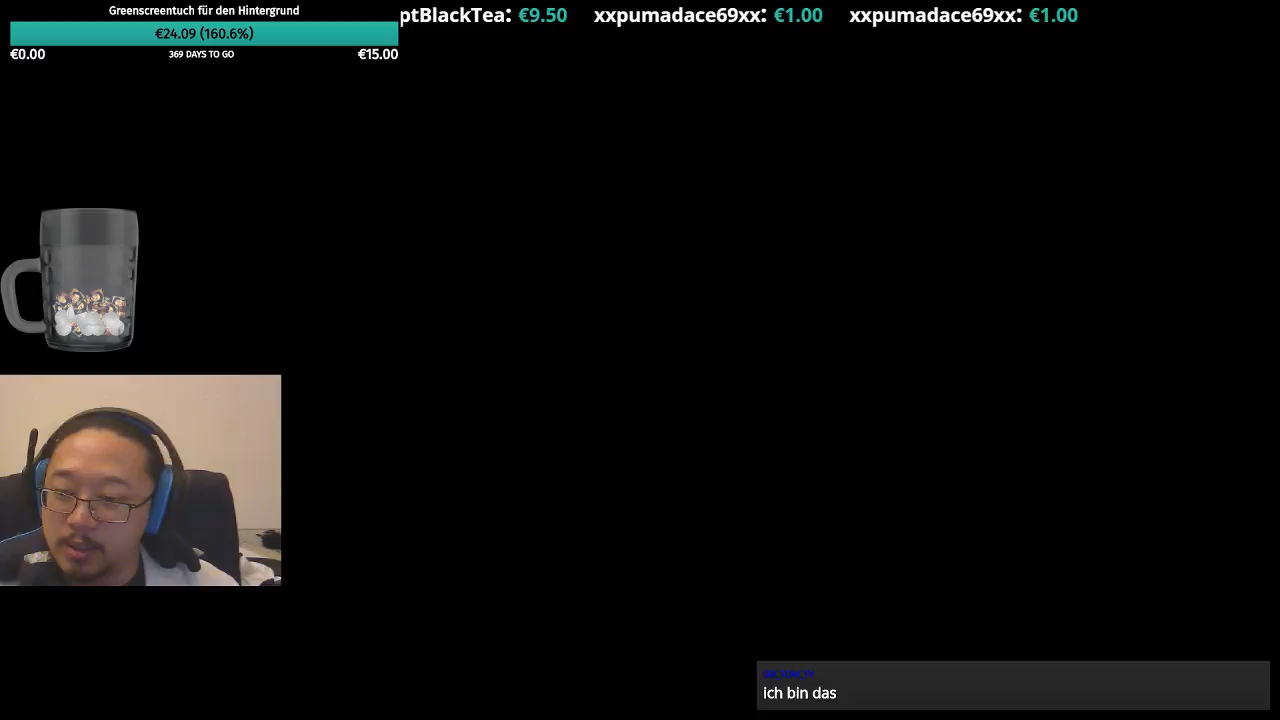 Greenscreentuch für den Hintergrund
€24.09 (160.6%)
€0.00 369 DAYS TO GO €15.00
ptBlackTea: €9.50 xxpumadace69xx: €1.00 xxpumadace69xx: €1.00
ich bin das